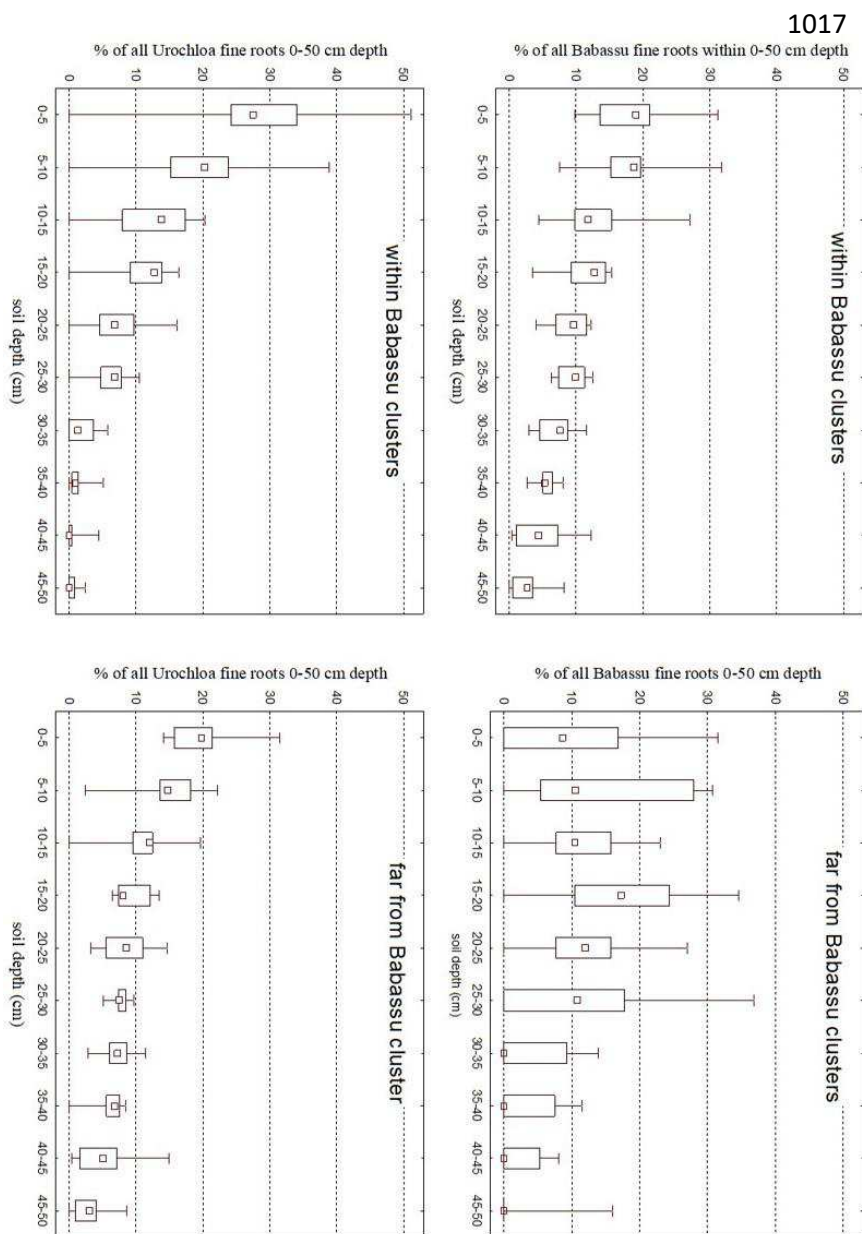 1017
% of all Babassu fine roots within 0-50 cm depth
0 10 20 30 40 50
within Babassu clusters
0-5 5-10 10-15 15-20 20-25 25-30 30-35 35-40 40-45 45-50
soil depth (cm)
% of all Babassu fine roots 0-50 cm depth
0 10 20 30 40 50
far from Babassu clusters
0-5 5-10 10-15 15-20 20-25 25-30 30-35 35-40 40-45 45-50
soil depth (cm)
% of all Urochloa fine roots 0-50 cm depth
0 10 20 30 40 50
within Babassu clusters
0-5 5-10 10-15 15-20 20-25 25-30 30-35 35-40 40-45 45-50
soil depth (cm)
% of all Urochloa fine roots 0-50 cm depth
0 10 20 30 40 50
far from Babassu cluster
0-5 5-10 10-15 15-20 20-25 25-30 30-35 35-40 40-45 45-50
soil depth (cm)